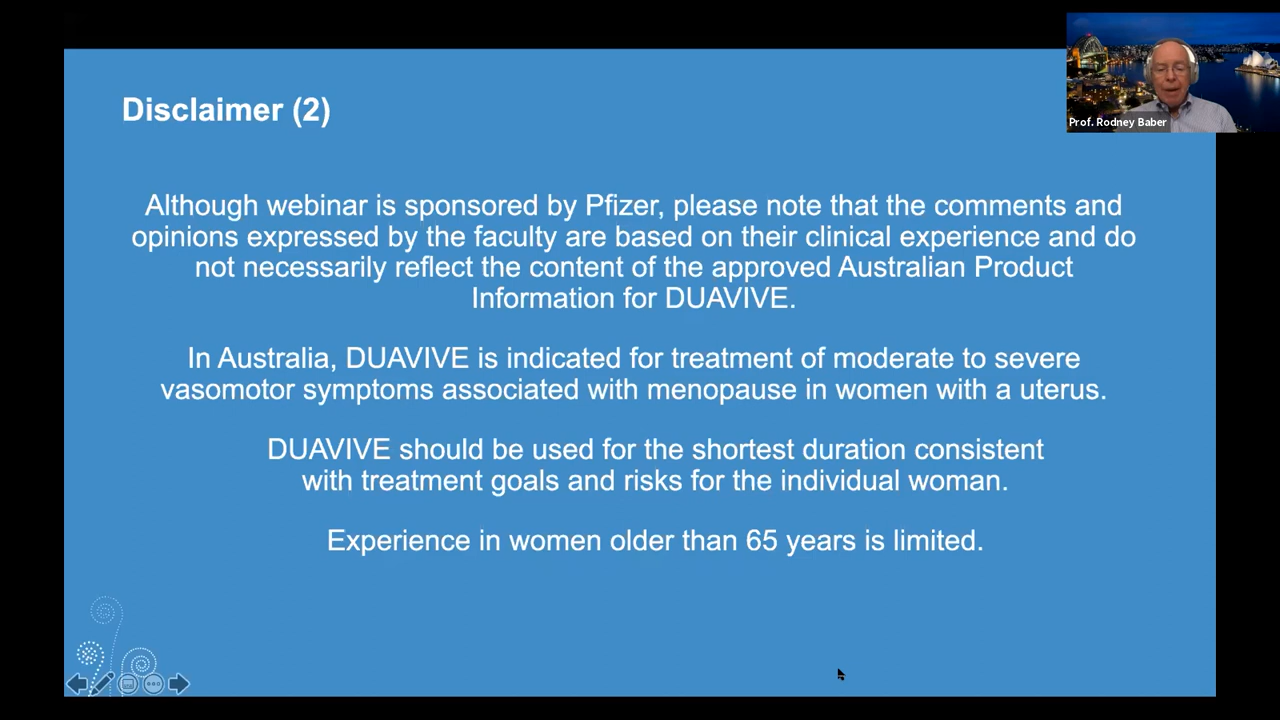 Disclaimer (2)
Prof. Rodney Baber
Although webinar is sponsored by Pfizer, please note that the comments and
opinions expressed by the faculty are based on their clinical experience and do
not necessarily reflect the content of the approved Australian Product
Information for DUAVIVE.
In Australia, DUAVIVE is indicated for treatment of moderate to severe
vasomotor symptoms associated with menopause in women with a uterus.
DUAVIVE should be used for the shortest duration consistent
with treatment goals and risks for the individual woman.
Experience in women older than 65 years is limited.